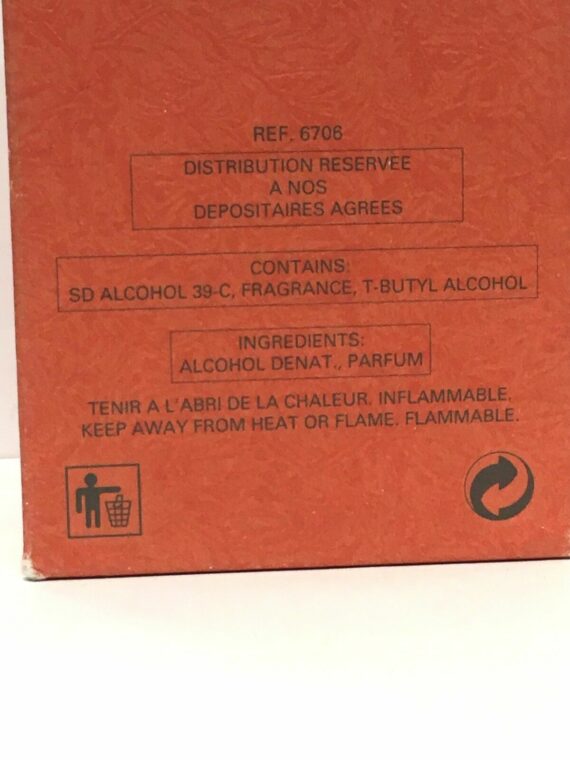 REF. 6706
DISTRIBUTION RESERVEE
A NOS
DEPOSITAIRES AGREES
CONTAINS:
SD ALCOHOL 39-C, FRAGRANCE, T-BUTYL ALCOHOL
INGREDIENTS:
ALCOHOL DENAT., PARFUM
TENIR A L'ABRI DE LA CHALEUR. INFLAMMABLE.
KEEP AWAY FROM HEAT OR FLAME. FLAMMABLE.